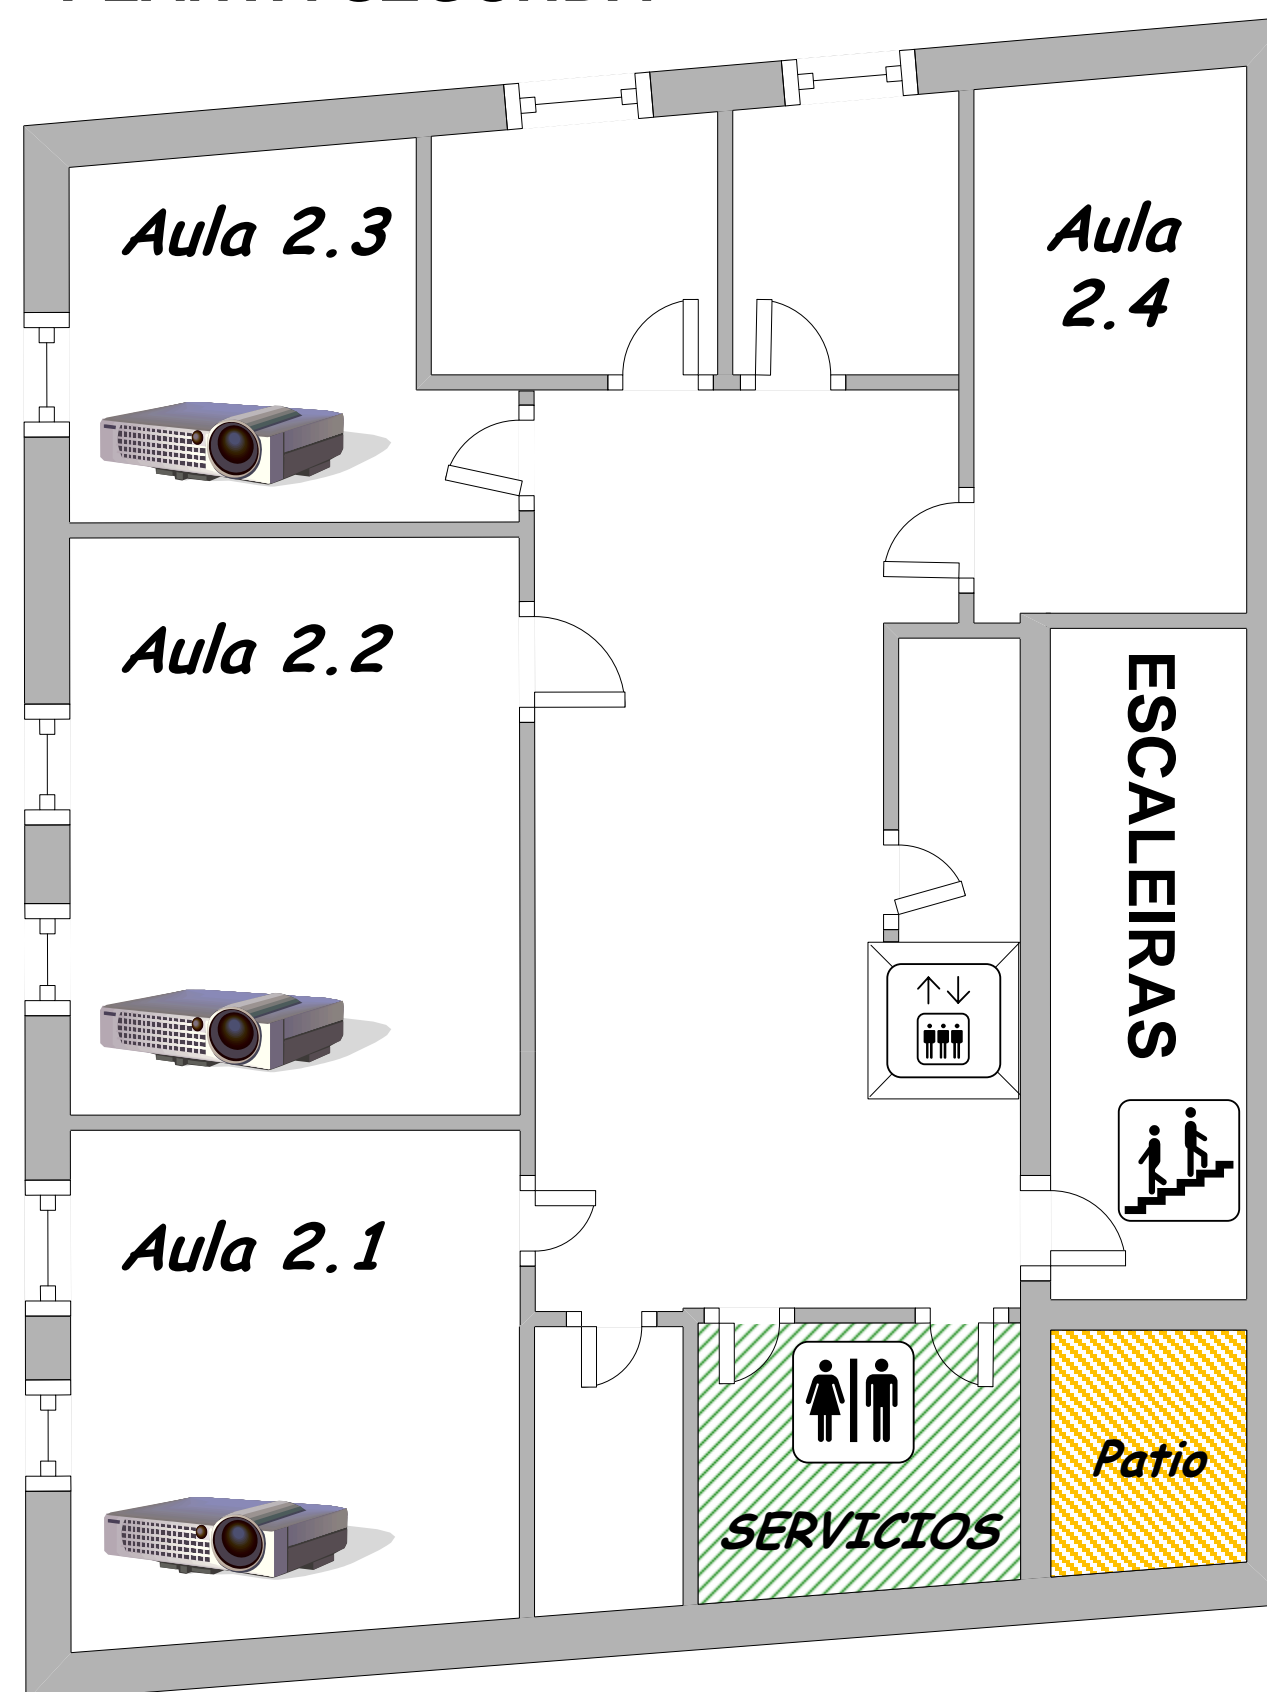 Aula 2.3
Aula
2.4
Aula 2.2
ESCALEIRAS
Aula 2.1
Patio
SERVICIOS